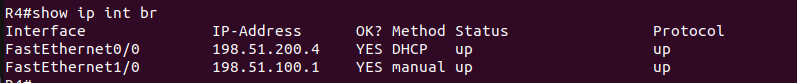 R4#show ip int br
Interface              IP-Address      OK? Method Status                Protocol
FastEthernet0/0        198.51.200.4    YES DHCP   up                    up
FastEthernet1/0        198.51.100.1    YES manual up                    up
R4#